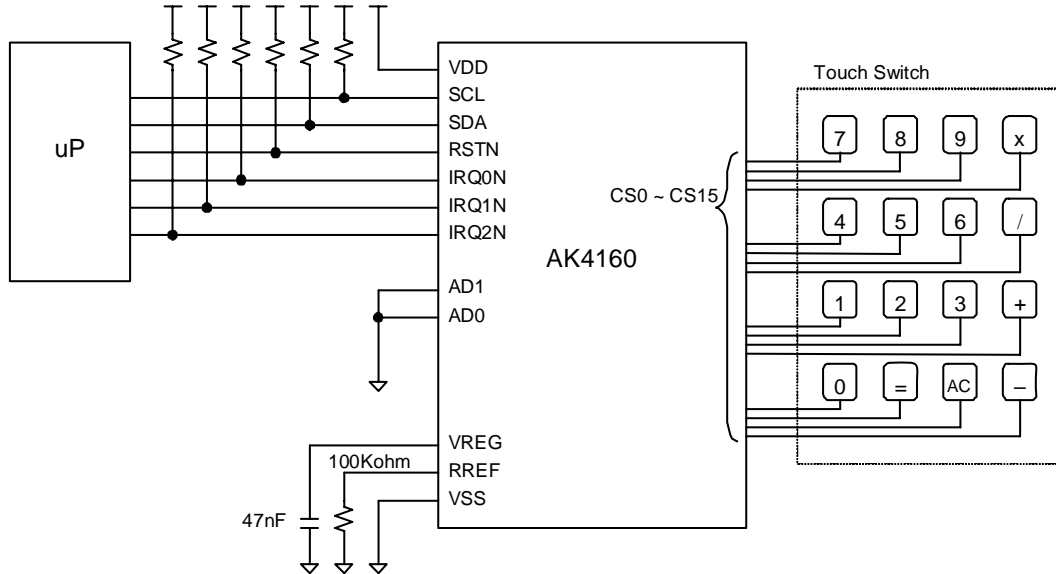 Touch Switch
VDD
SCL
SDA
RSTN
IRQ0N
IRQ1N
IRQ2N
AD1
AD0
VREG
RREF
VSS
uP
AK4160
CS0 ~ CS15
100Kohm
47nF
7 8 9 x
4 5 6 /
1 2 3 +
0 = AC –